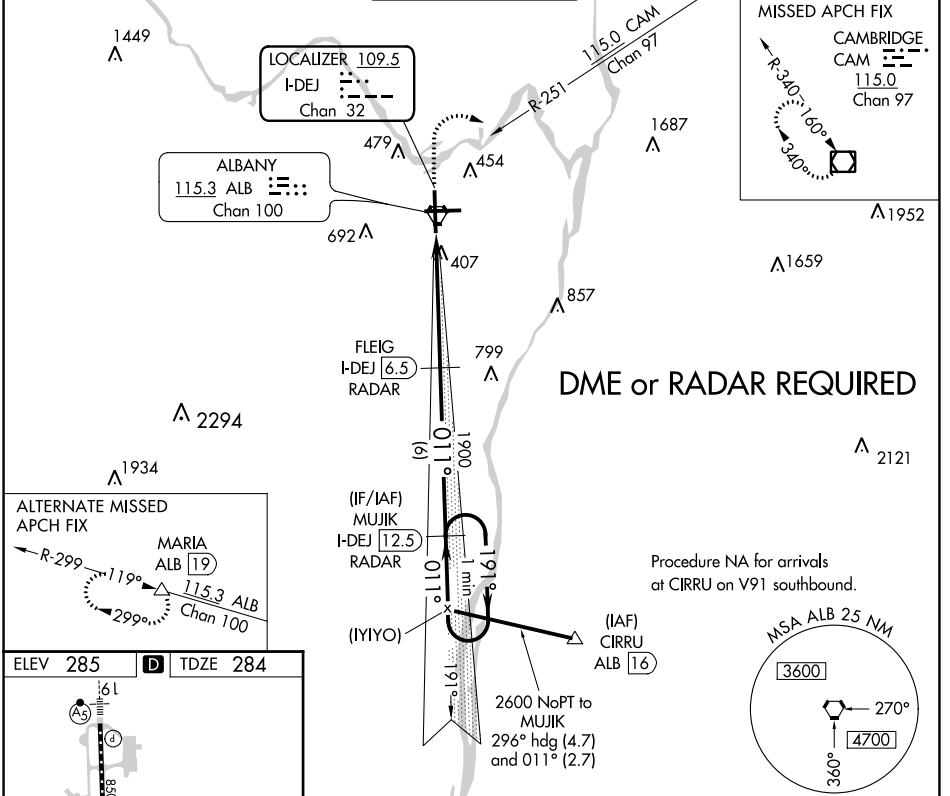 1449
LOCALIZER 109.5
I-DEJ
Chan 32
115.0 CAM
Chan 97
R-251
MISSED APCH FIX
CAMBRIDGE
CAM
115.0
Chan 97
R-340
160°
340°
479
454
1687
ALBANY
115.3 ALB
Chan 100
692
407
1952
1659
857
FLEIG
I-DEJ 6.5
RADAR
799
DME or RADAR REQUIRED
2294
1900
011°
(6)
2121
1934
ALTERNATE MISSED
APCH FIX
R-299
119°
299°
MARIA
ALB 19
115.3 ALB
Chan 100
(IF/IAF)
MUJIK
I-DEJ 12.5
RADAR
011°
1 min
191°
(IYIYO)
191°
Procedure NA for arrivals
at CIRRU on V91 southbound.
(IAF)
CIRRU
ALB 16
2600 NoPT to
MUJIK
296° hdg (4.7)
and 011° (2.7)
MSA ALB 25 NM
3600
270°
4700
360°
ELEV 285 D TDZE 284
19
A5
P